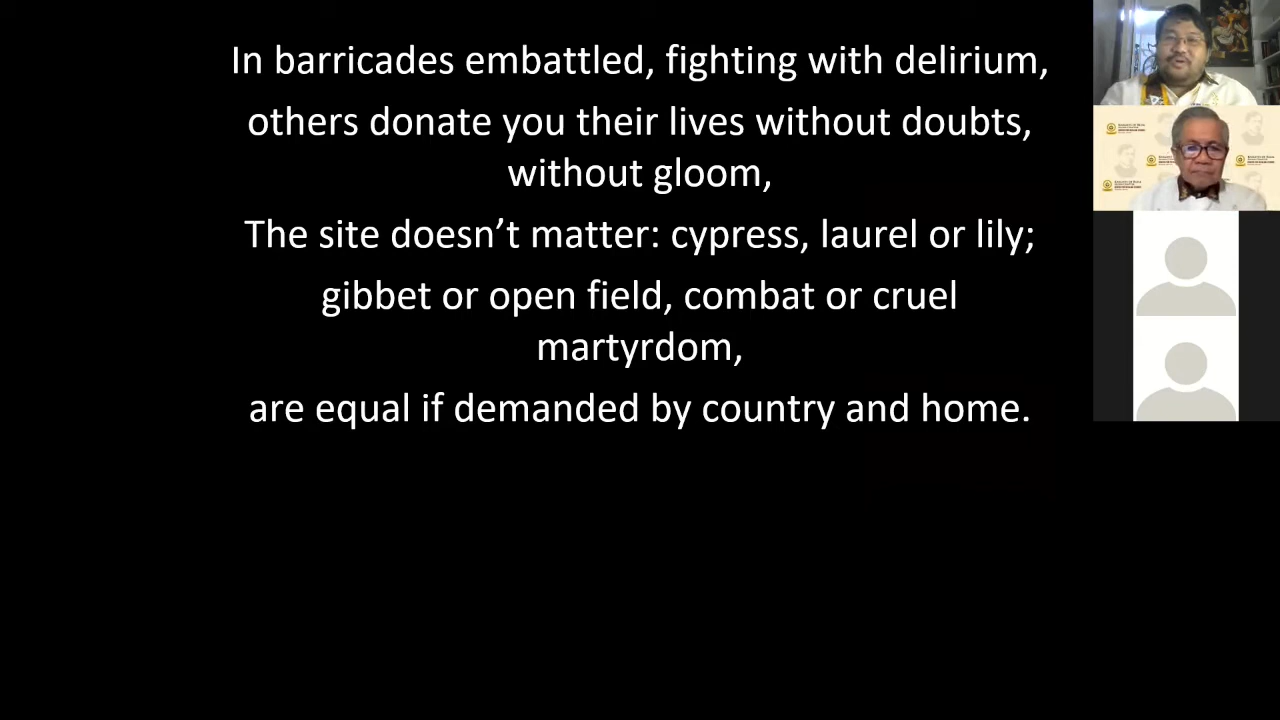 In barricades embattled, fighting with delirium,
others donate you their lives without doubts,
without gloom,
The site doesn’t matter: cypress, laurel or lily;
gibbet or open field, combat or cruel
martyrdom,
are equal if demanded by country and home.